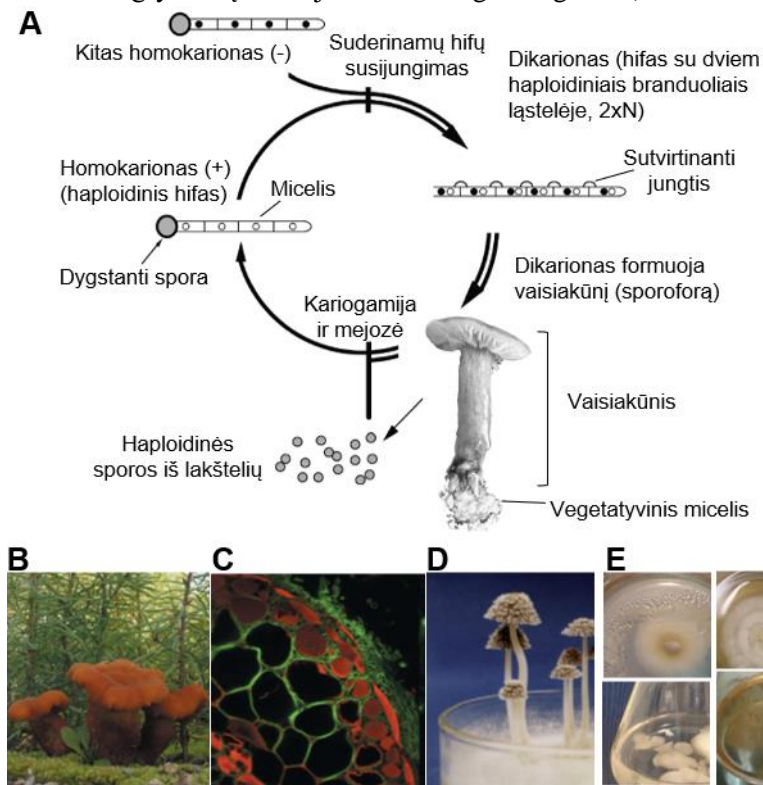 A
Kitas homokarionas (-)
Suderinamų hifų
susijungimas
Dikarionas (hifas su dviem
haploidiniais branduoliais
ląstelėje, 2xN)
Sutvirtinanti
jungtis
Homokarionas (+)
(haploidinis hifas)
Micelis
Dygstanti spora
Dikarionas formuoja
vaisiakūnį (sporoforą)
Kariogamija
ir mejozė
Vaisiakūnis
Haploidinės
sporos iš lakštelių
Vegetatyvinis micelis
B
C
D
E